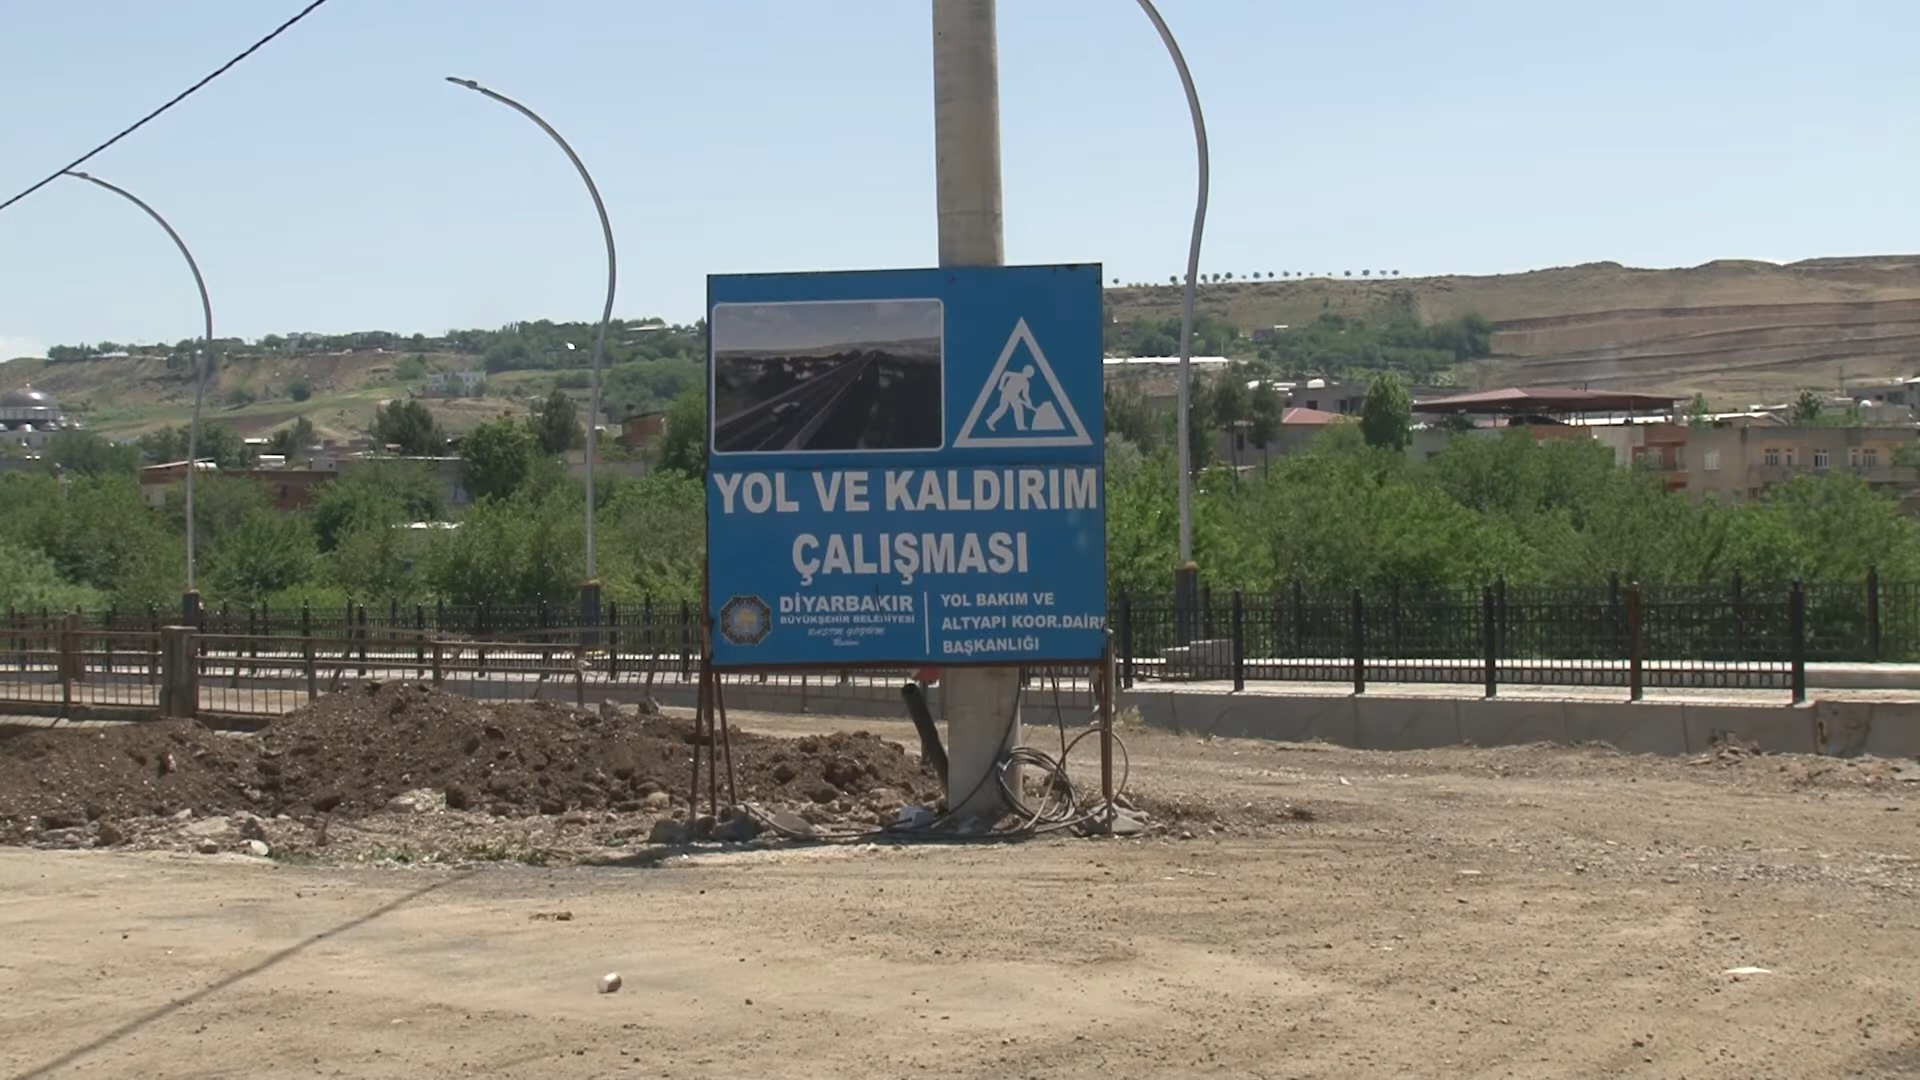 YOL VE KALDIRIM
ÇALIŞMASI
DİYARBAKIR
BÜYÜKŞEHİR BELEDİYESİ
YOL BAKIM VE
ALTYAPI KOOR.DAİRE
BAŞKANLIĞI